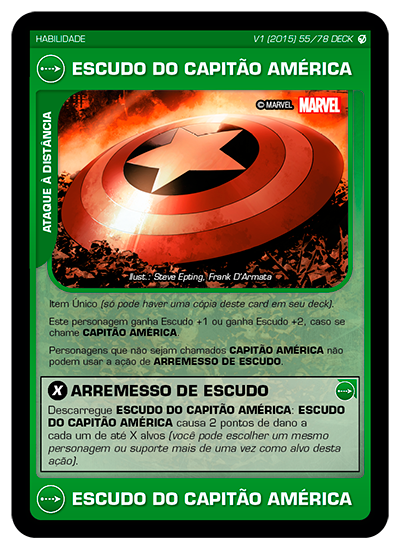 HABILIDADE
V1 (2015) 55/78 DECK
ESCUDO DO CAPITÃO AMÉRICA
ATAQUE À DISTÂNCIA
© MARVEL MARVEL
Ilust.: Steve Epting, Frank D'Armata
Item Único (só pode haver uma cópia deste card em seu deck).
Este personagem ganha Escudo +1 ou ganha Escudo +2, caso se
chame CAPITÃO AMÉRICA.
Personagens que não sejam chamados CAPITÃO AMÉRICA não
podem usar a ação de ARREMESSO DE ESCUDO.
X ARREMESSO DE ESCUDO
Descarregue ESCUDO DO CAPITÃO AMÉRICA: ESCUDO
DO CAPITÃO AMÉRICA causa 2 pontos de dano a
cada um de até X alvos (você pode escolher um mesmo
personagem ou suporte mais de uma vez como alvo desta
ação).
ESCUDO DO CAPITÃO AMÉRICA